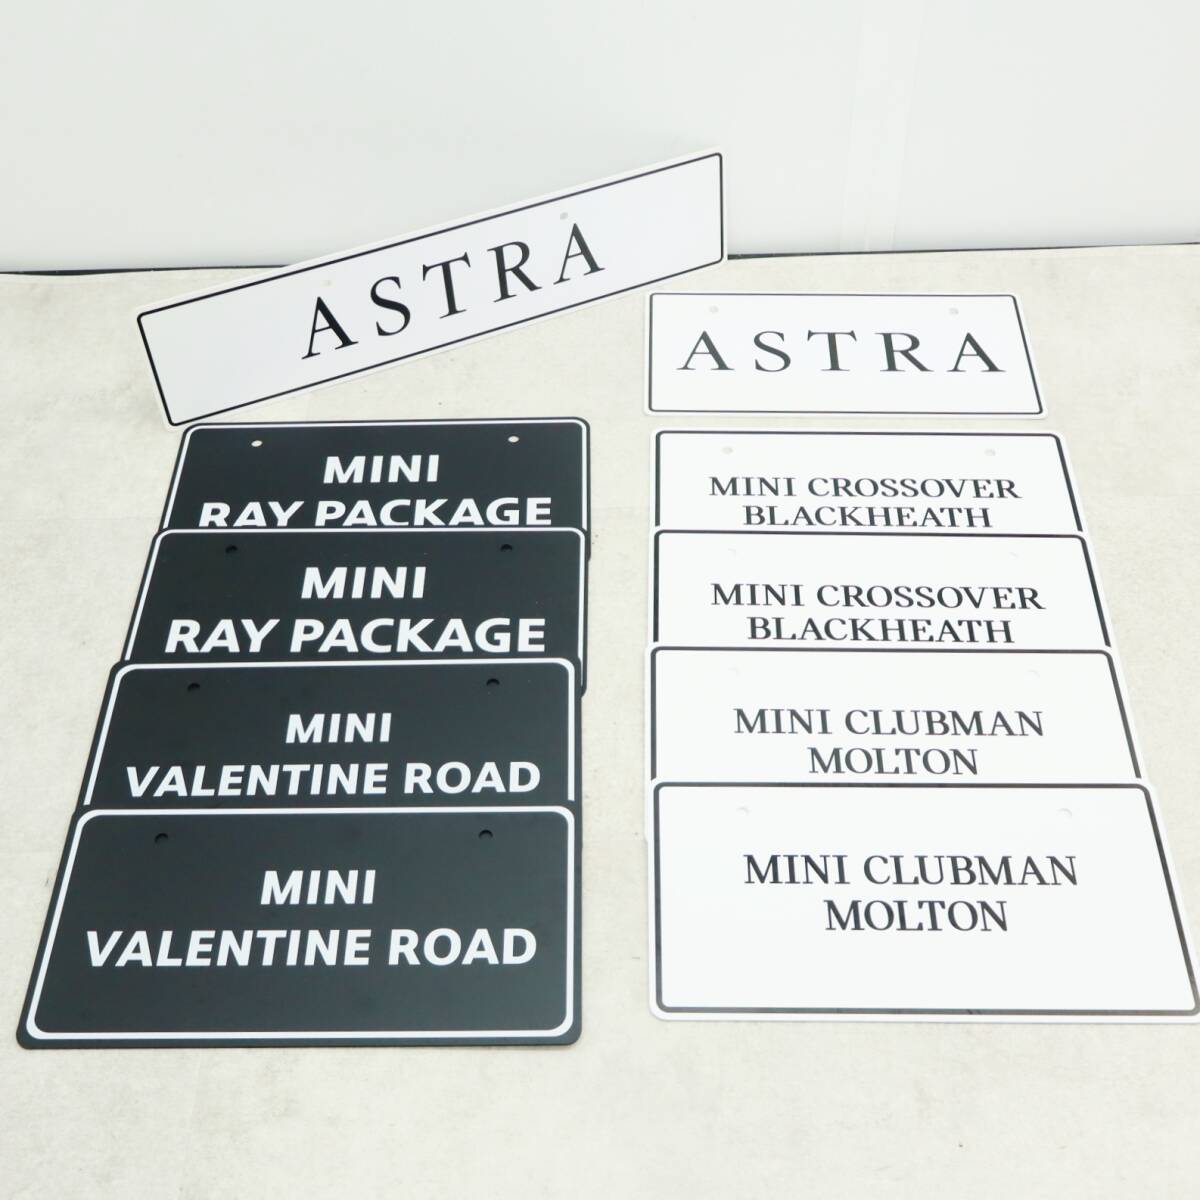 ASTRA
ASTRA
MINI
RAY PACKAGE
MINI
RAY PACKAGE
MINI
VALENTINE ROAD
MINI
VALENTINE ROAD
MINI CROSSOVER
BLACKHEATH
MINI CROSSOVER
BLACKHEATH
MINI CLUBMAN
MOLTON
MINI CLUBMAN
MOLTON